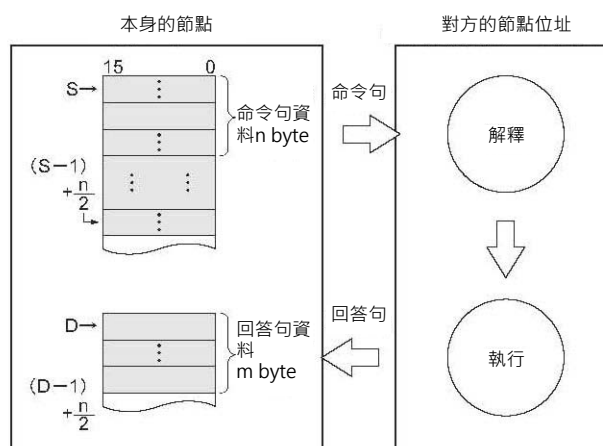 本身的節點
對方的節點位址
15 0
S→
命令句資
料n byte
(S-1)
+n/2
命令句
解釋
D→
回答句資
料
m byte
(D-1)
+n/2
回答句
執行